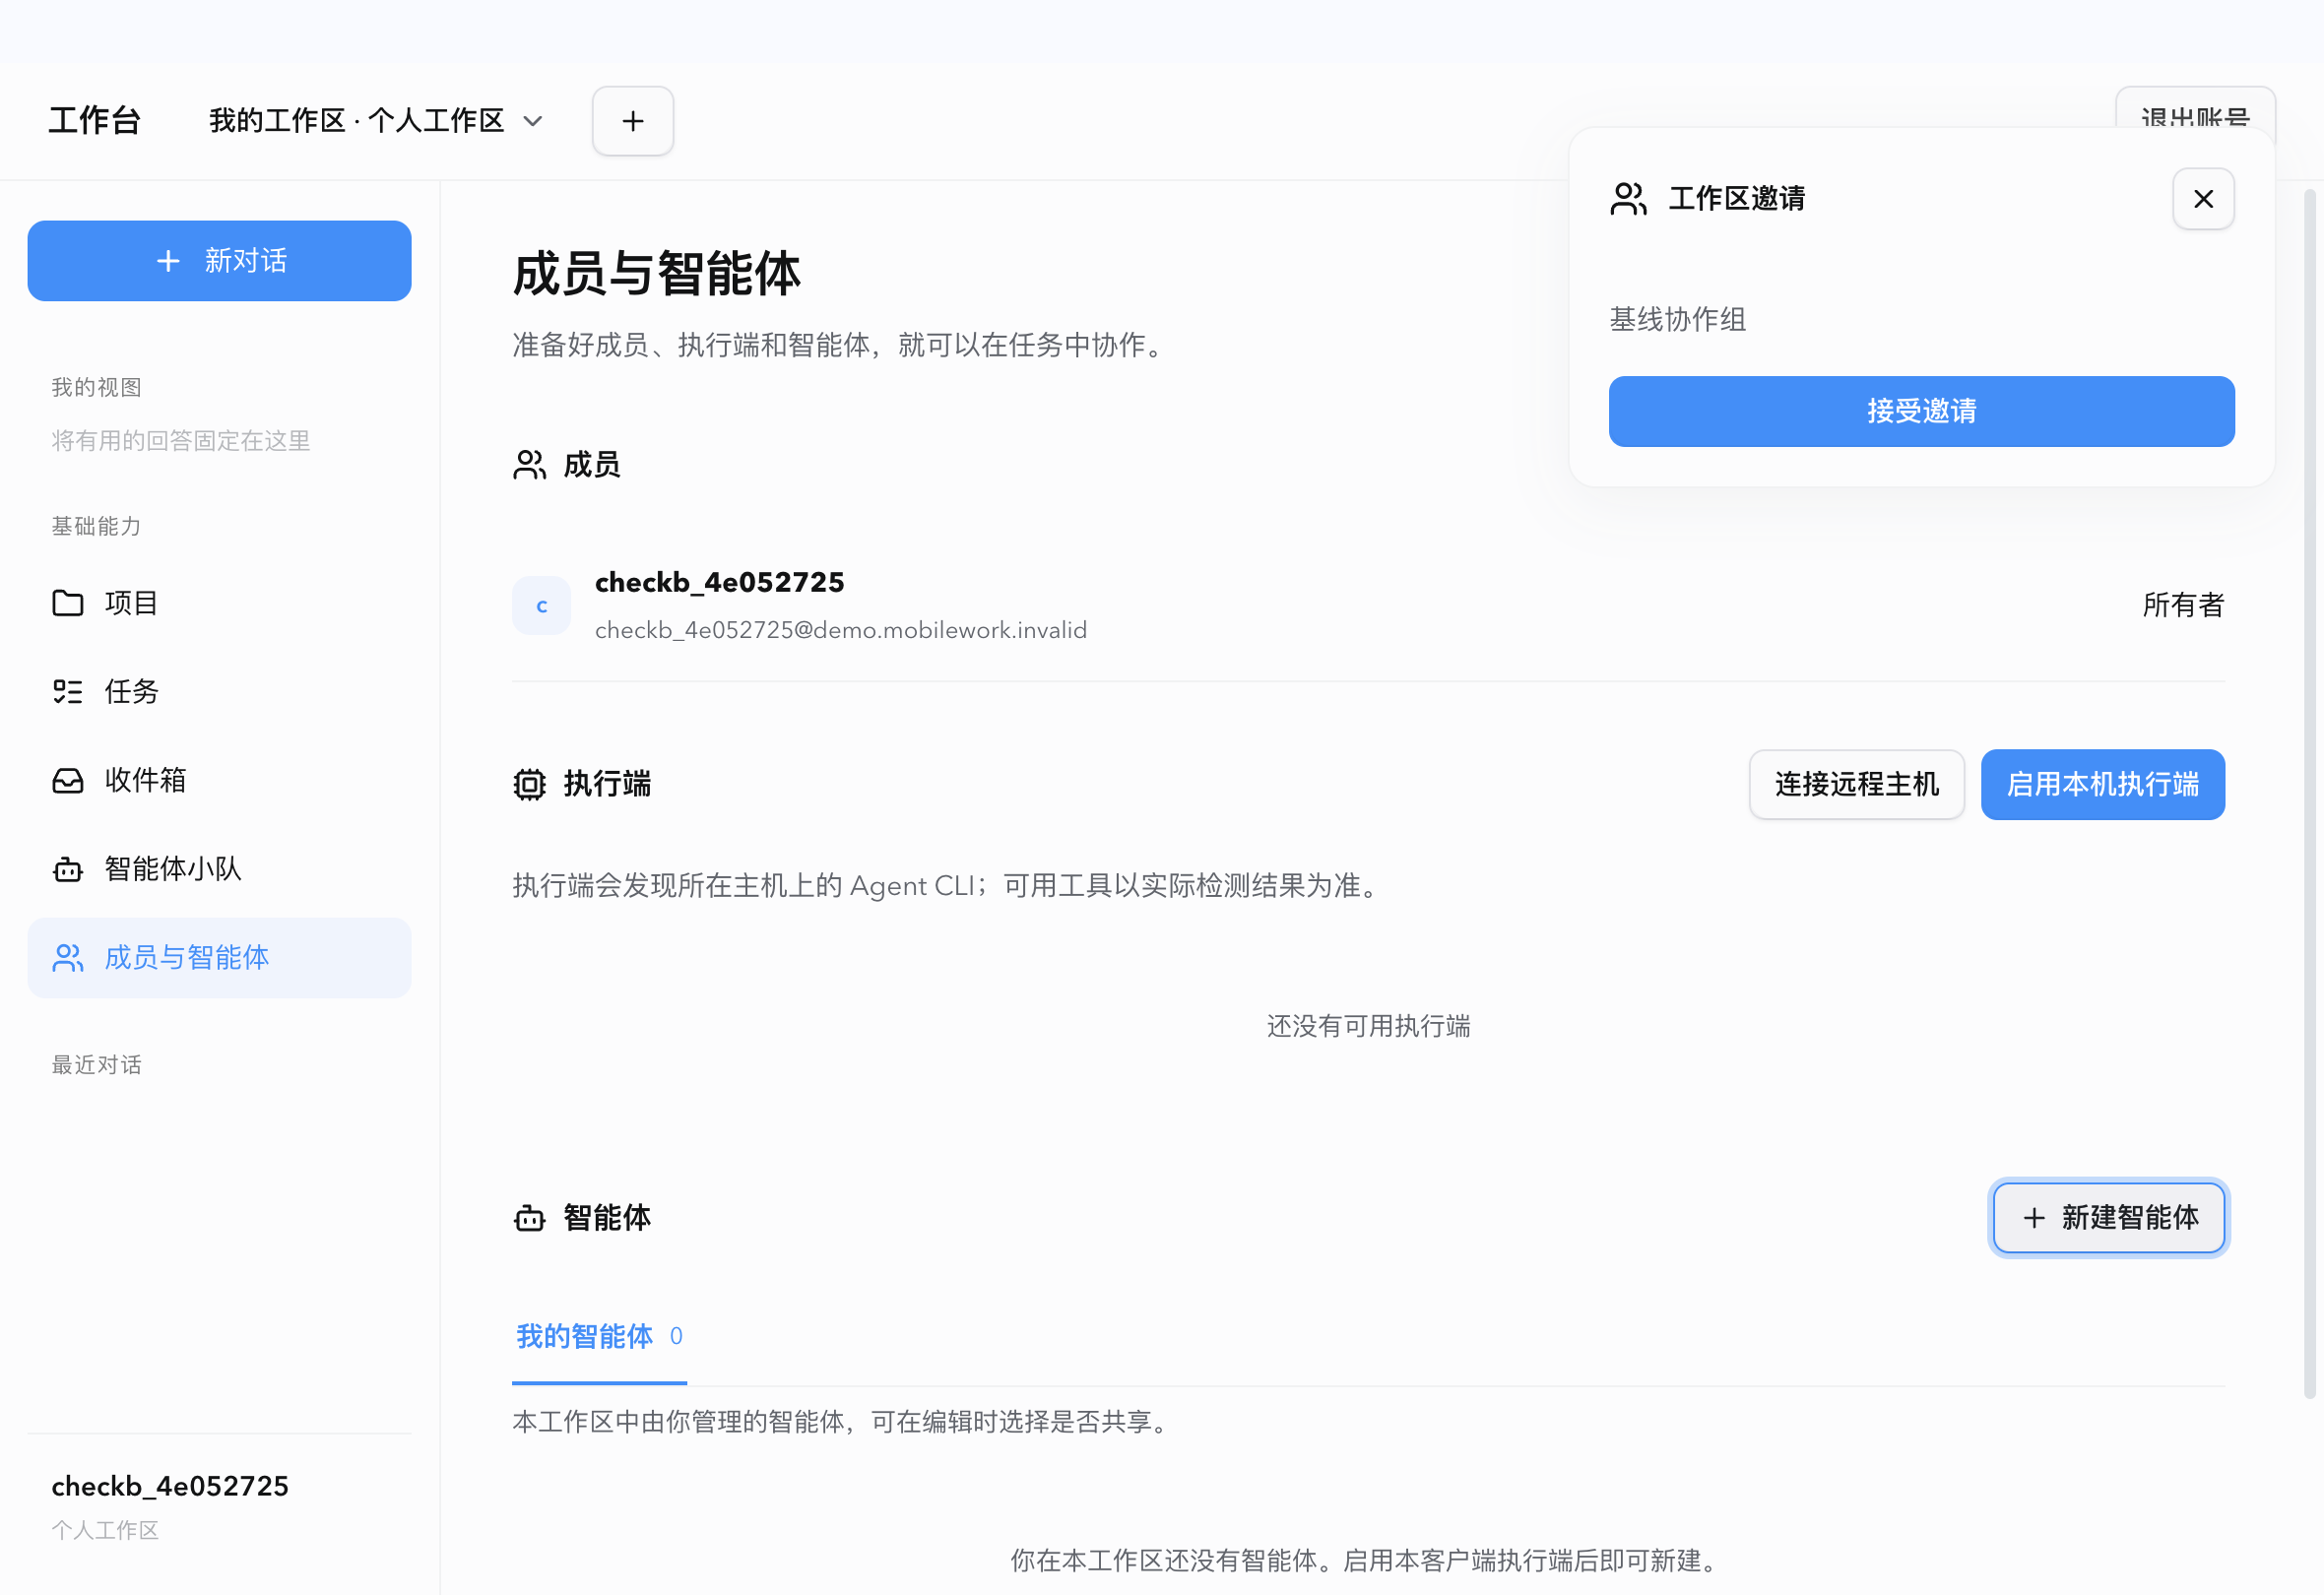 工作台
我的工作区 · 个人工作区
退出账号
新对话
我的视图
将有用的回答固定在这里
基础能力
项目
任务
收件箱
智能体小队
成员与智能体
最近对话
checkb_4e052725
个人工作区
成员与智能体
准备好成员、执行端和智能体，就可以在任务中协作。
成员
c
checkb_4e052725
checkb_4e052725@demo.mobilework.invalid
所有者
执行端
连接远程主机
启用本机执行端
执行端会发现所在主机上的 Agent CLI；可用工具以实际检测结果为准。
还没有可用执行端
智能体
新建智能体
我的智能体 0
本工作区中由你管理的智能体，可在编辑时选择是否共享。
你在本工作区还没有智能体。启用本客户端执行端后即可新建。
工作区邀请
基线协作组
接受邀请